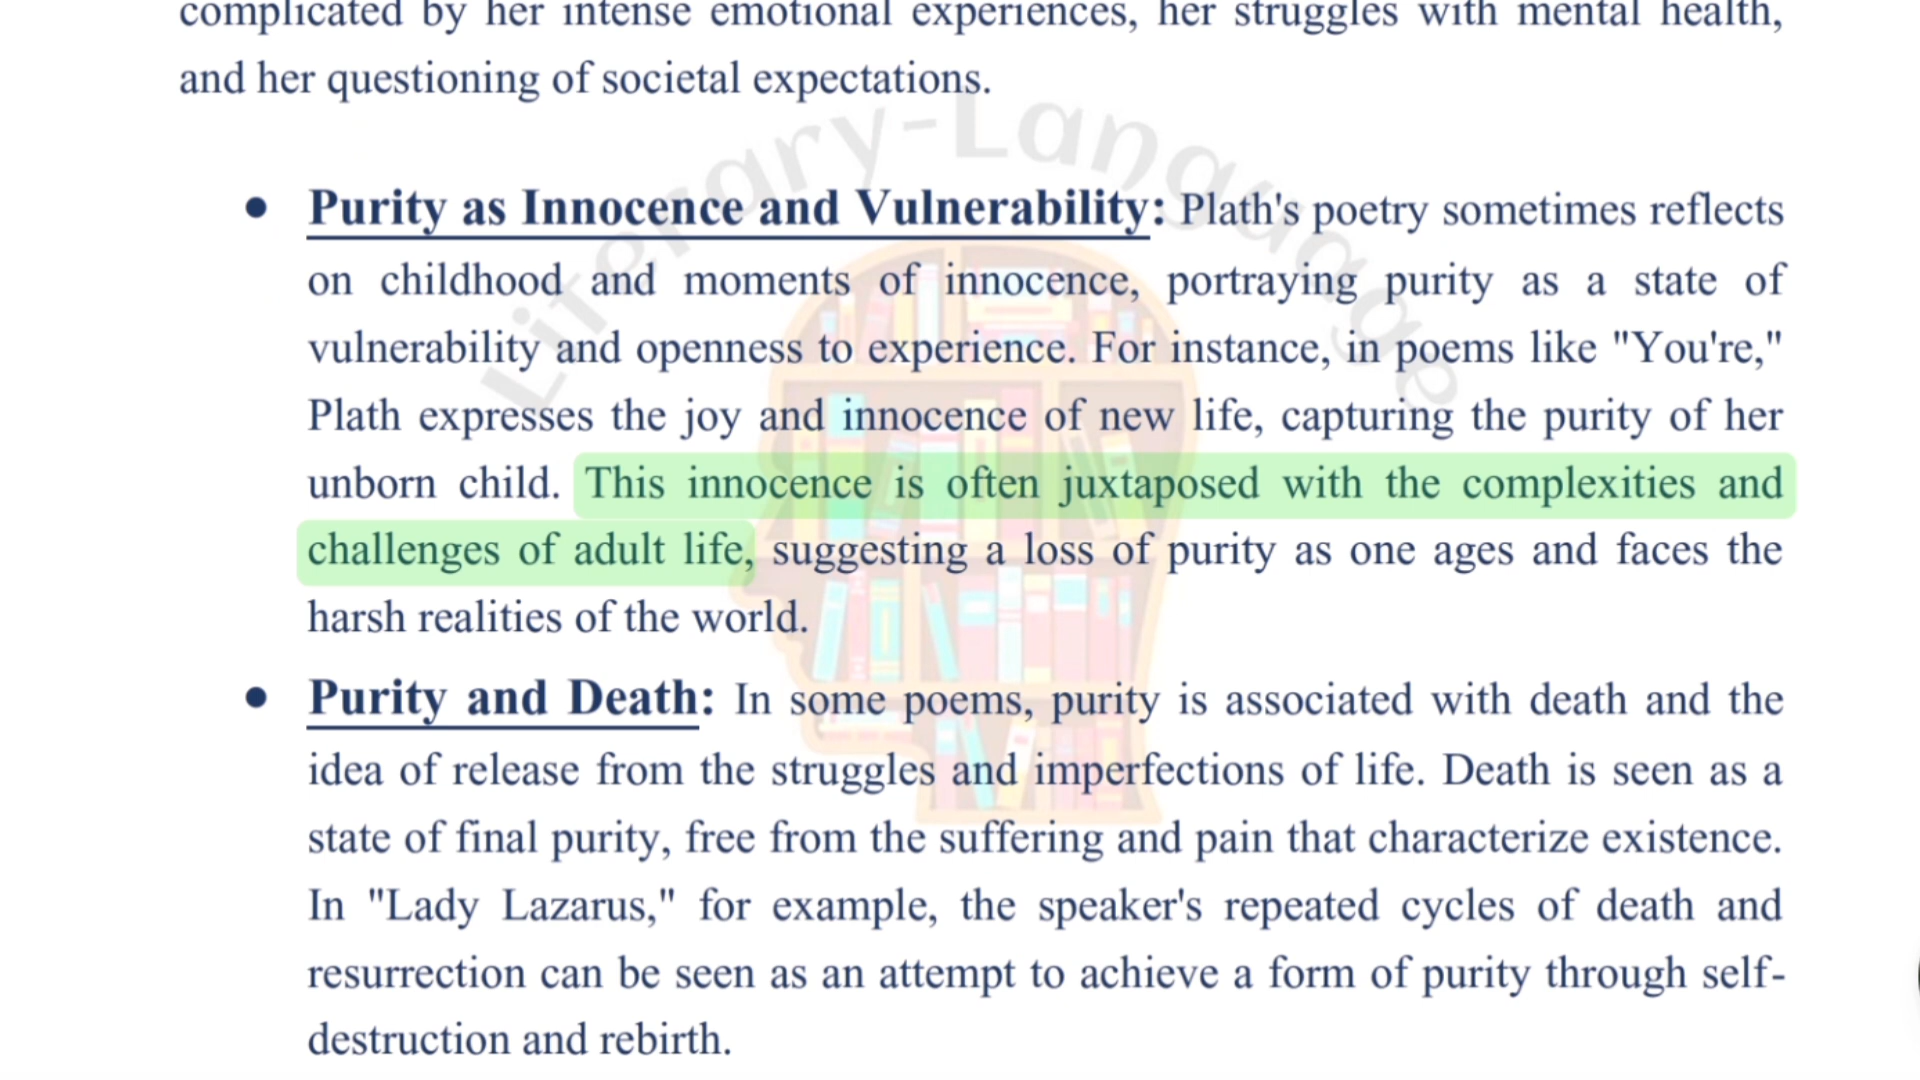 complicated by her intense emotional experiences, her struggles with mental health,
and her questioning of societal expectations.
Literary-Language
• Purity as Innocence and Vulnerability: Plath's poetry sometimes reflects
on childhood and moments of innocence, portraying purity as a state of
vulnerability and openness to experience. For instance, in poems like "You're,"
Plath expresses the joy and innocence of new life, capturing the purity of her
unborn child. This innocence is often juxtaposed with the complexities and
challenges of adult life, suggesting a loss of purity as one ages and faces the
harsh realities of the world.
• Purity and Death: In some poems, purity is associated with death and the
idea of release from the struggles and imperfections of life. Death is seen as a
state of final purity, free from the suffering and pain that characterize existence.
In "Lady Lazarus," for example, the speaker's repeated cycles of death and
resurrection can be seen as an attempt to achieve a form of purity through self-
destruction and rebirth.